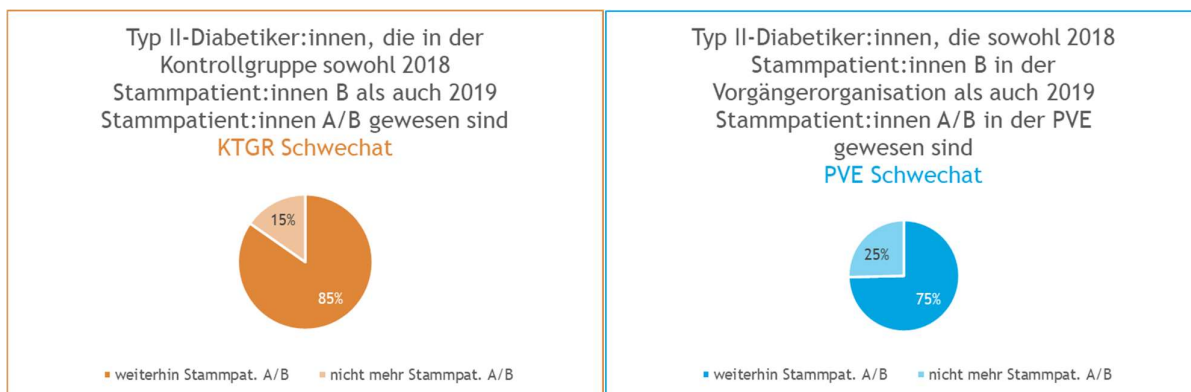 Typ II-Diabetiker:innen, die in der
Kontrollgruppe sowohl 2018
Stammpatient:innen B als auch 2019
Stammpatient:innen A/B gewesen sind
KTGR Schwechat
15%
85%
weiterhin Stammpat. A/B
nicht mehr Stammpat. A/B
Typ II-Diabetiker:innen, die sowohl 2018
Stammpatient:innen B in der
Vorgängerorganisation als auch 2019
Stammpatient:innen A/B in der PVE
gewesen sind
PVE Schwechat
25%
75%
weiterhin Stammpat. A/B
nicht mehr Stammpat. A/B